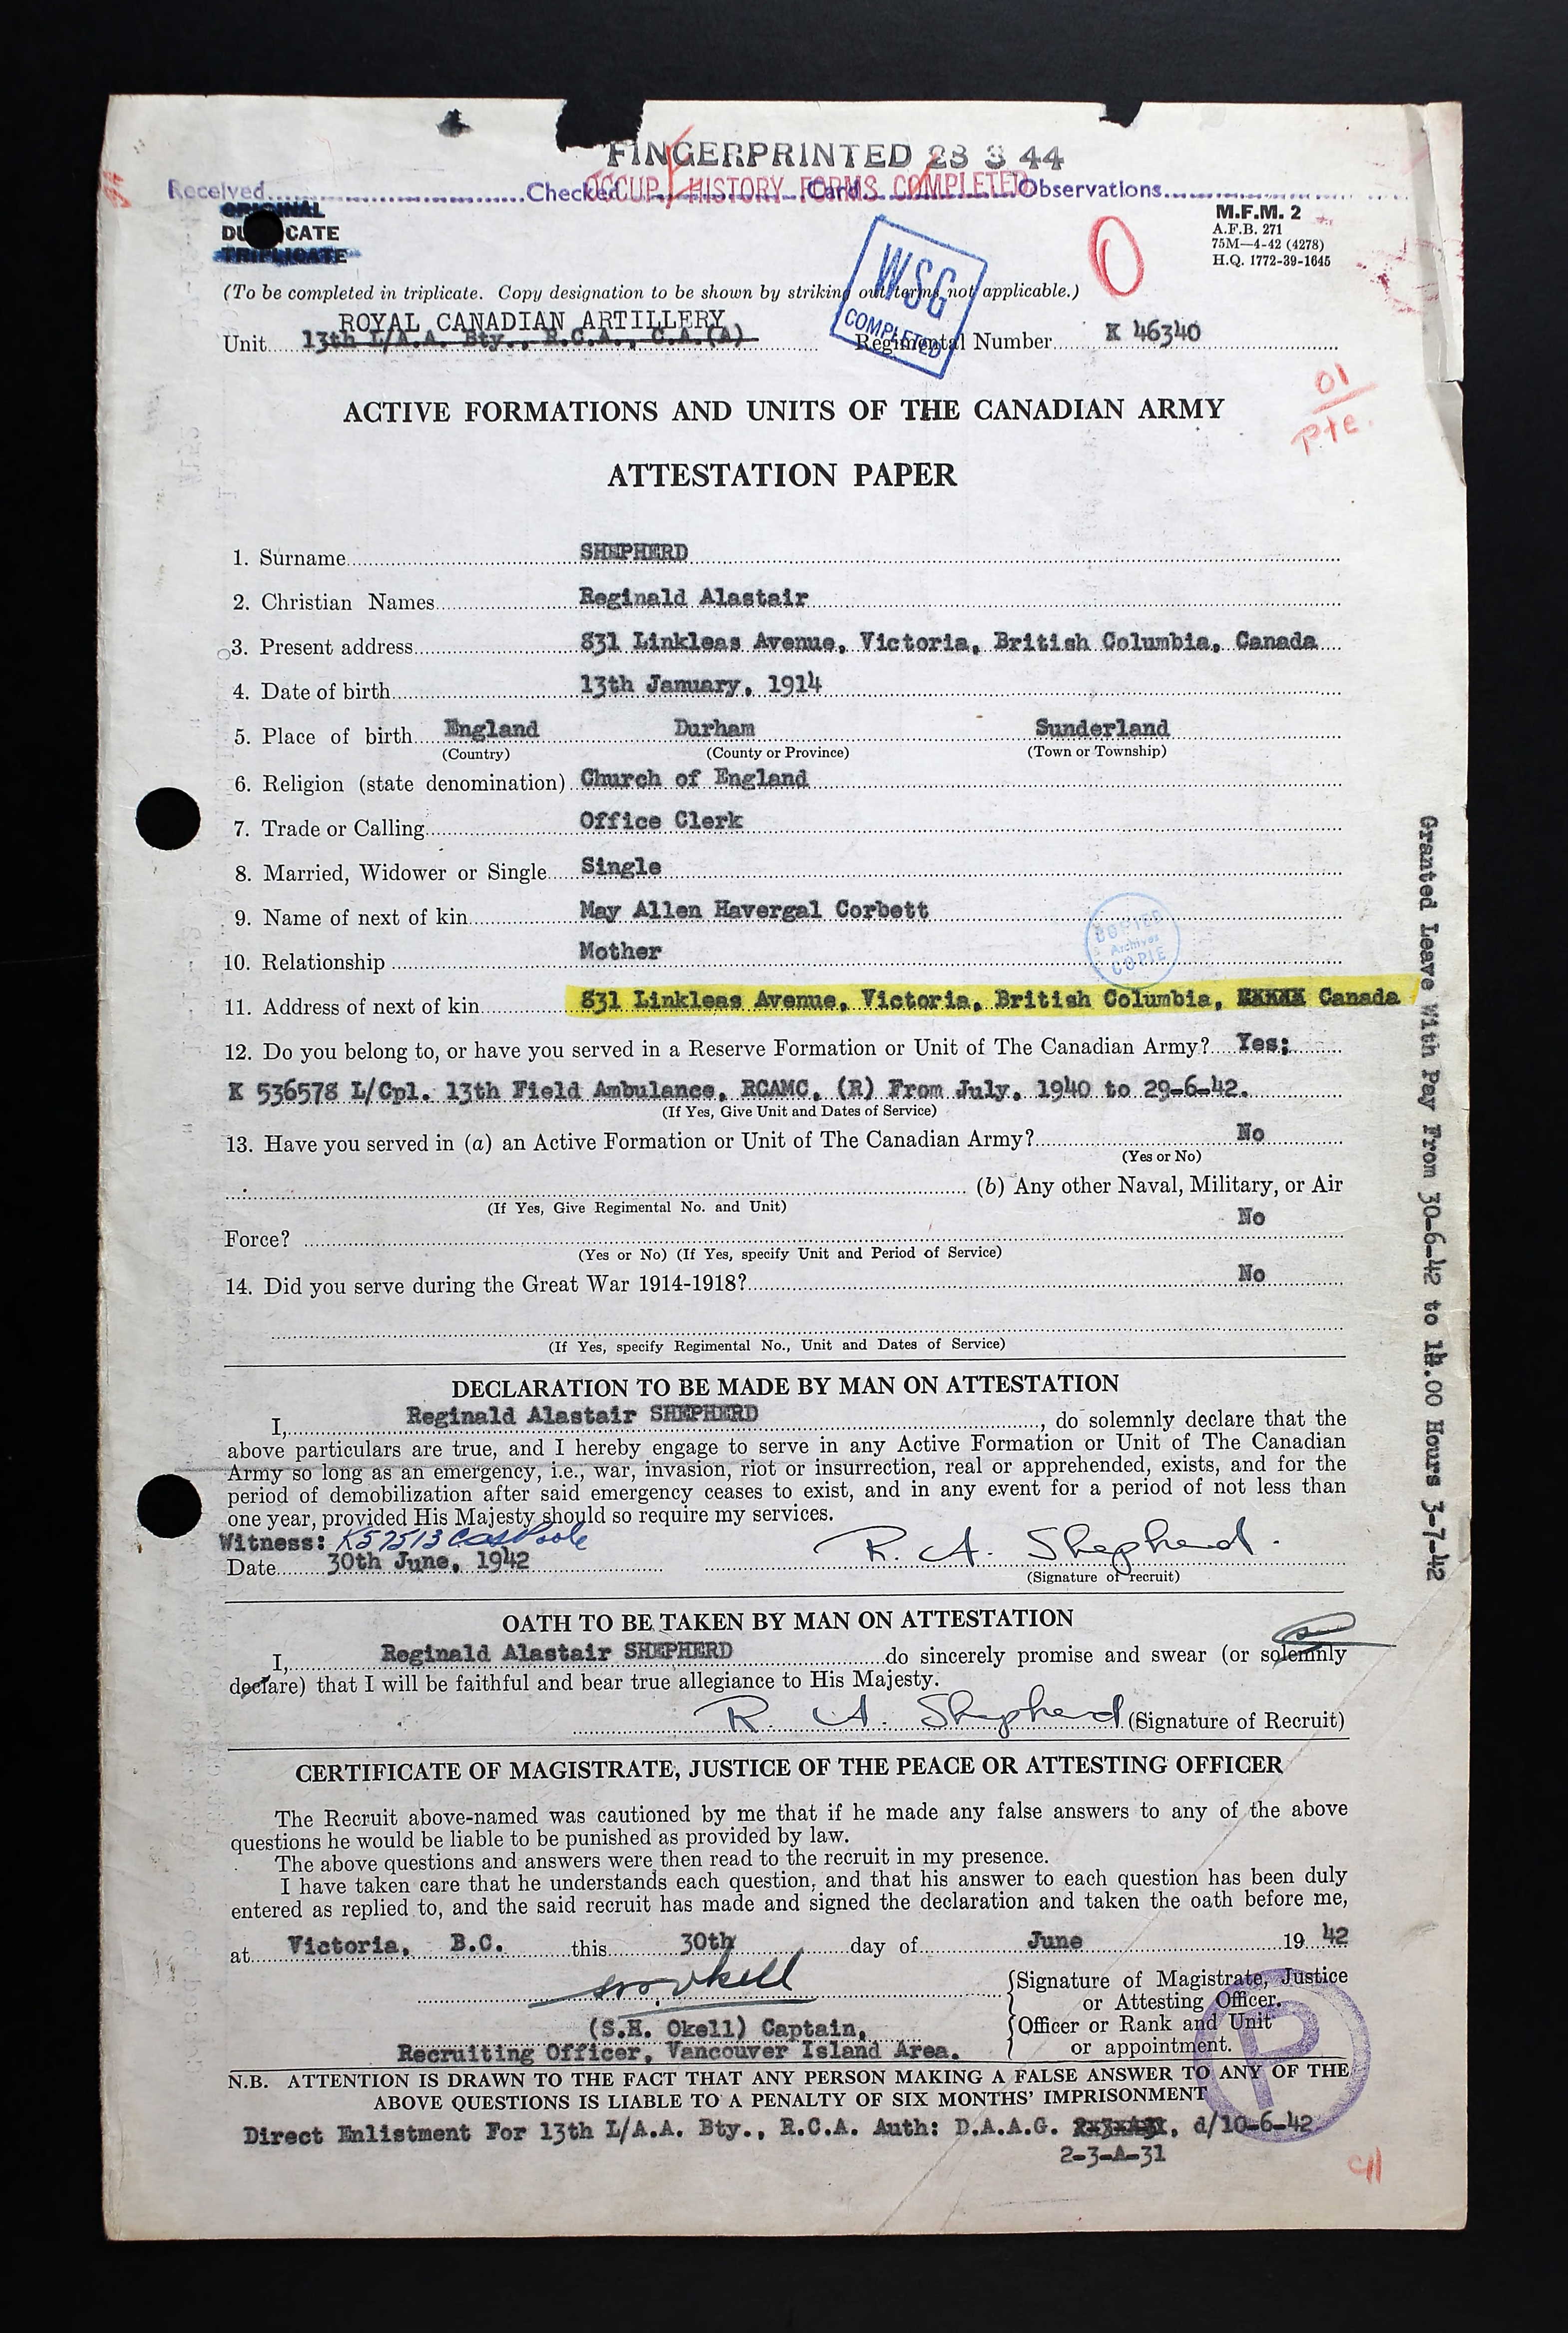 FINGERPRINTED 28 3 44
OCCUP. HISTORY FORMS COMPLETED
Received Checked Card Observations
ORIGINAL
DUPLICATE
TRIPLICATE
M.F.M. 2
A.F.B. 271
75M—4-42 (4278)
H.Q. 1772-39-1645
WSG
COMPLETED
O
(To be completed in triplicate. Copy designation to be shown by striking out terms not applicable.)
ROYAL CANADIAN ARTILLERY
Unit 13th L/A.A. Bty., R.C.A., C.A.(A) Regimental Number K 46340
01
Pte.
ACTIVE FORMATIONS AND UNITS OF THE CANADIAN ARMY
ATTESTATION PAPER
1. Surname SHEPHERD
2. Christian Names Reginald Alastair
3. Present address 831 Linkleas Avenue, Victoria, British Columbia, Canada
4. Date of birth 13th January, 1914
5. Place of birth England Durham Sunderland
(Country) (County or Province) (Town or Township)
6. Religion (state denomination) Church of England
7. Trade or Calling Office Clerk
8. Married, Widower or Single Single
9. Name of next of kin May Allen Havergal Corbett
COPIED
Archives
COPIE
10. Relationship Mother
11. Address of next of kin 831 Linkleas Avenue, Victoria, British Columbia, Canada
12. Do you belong to, or have you served in a Reserve Formation or Unit of The Canadian Army? Yes;
K 536578 L/Cpl. 13th Field Ambulance, RCAMC, (R) From July, 1940 to 29-6-42.
(If Yes, Give Unit and Dates of Service)
13. Have you served in (a) an Active Formation or Unit of The Canadian Army? No
(Yes or No)
(b) Any other Naval, Military, or Air
(If Yes, Give Regimental No. and Unit)
Force? No
(Yes or No) (If Yes, specify Unit and Period of Service)
14. Did you serve during the Great War 1914-1918? No
(If Yes, specify Regimental No., Unit and Dates of Service)
Granted Leave With Pay From 30-6-42 to 14.00 Hours 3-7-42
DECLARATION TO BE MADE BY MAN ON ATTESTATION
I, Reginald Alastair SHEPHERD, do solemnly declare that the
above particulars are true, and I hereby engage to serve in any Active Formation or Unit of The Canadian
Army so long as an emergency, i.e., war, invasion, riot or insurrection, real or apprehended, exists, and for the
period of demobilization after said emergency ceases to exist, and in any event for a period of not less than
one year, provided His Majesty should so require my services.
Witness: K57513
Date 30th June, 1942 R. A. Shepherd.
(Signature of recruit)
OATH TO BE TAKEN BY MAN ON ATTESTATION
I, Reginald Alastair SHEPHERD do sincerely promise and swear (or solemnly
declare) that I will be faithful and bear true allegiance to His Majesty.
R. A. Shepherd (Signature of Recruit)
CERTIFICATE OF MAGISTRATE, JUSTICE OF THE PEACE OR ATTESTING OFFICER
The Recruit above-named was cautioned by me that if he made any false answers to any of the above
questions he would be liable to be punished as provided by law.
The above questions and answers were then read to the recruit in my presence.
I have taken care that he understands each question, and that his answer to each question has been duly
entered as replied to, and the said recruit has made and signed the declaration and taken the oath before me,
at Victoria, B.C. this 30th day of June 19 42
Okell
Signature of Magistrate, Justice
or Attesting Officer.
(S.H. Okell) Captain,
Recruiting Officer, Vancouver Island Area.
Officer or Rank and Unit
or appointment.
P
N.B. ATTENTION IS DRAWN TO THE FACT THAT ANY PERSON MAKING A FALSE ANSWER TO ANY OF THE
ABOVE QUESTIONS IS LIABLE TO A PENALTY OF SIX MONTHS' IMPRISONMENT
Direct Enlistment For 13th L/A.A. Bty., R.C.A. Auth: D.A.A.G. , d/10-6-42
2-3-A-31